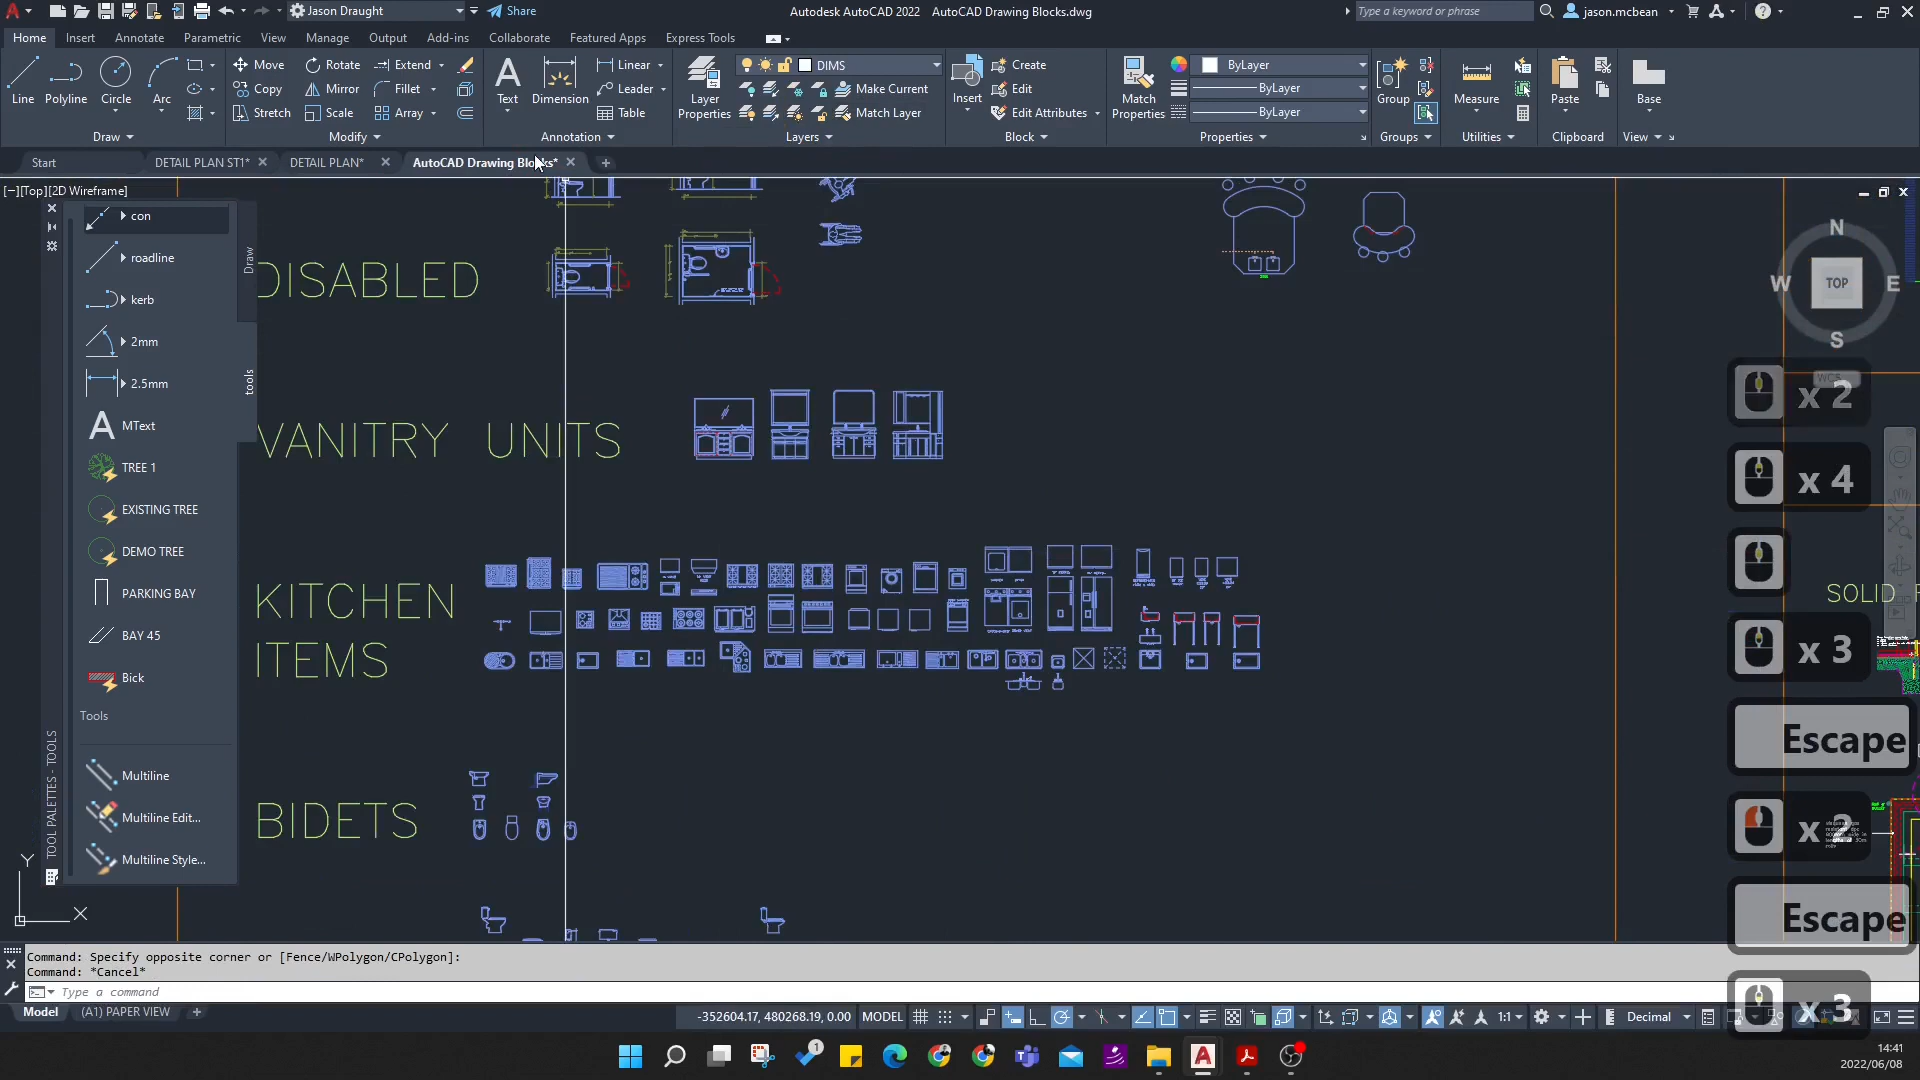 Jason Draught
Share
Autodesk AutoCAD 2022 AutoCAD Drawing Blocks.dwg
Type a keyword or phrase
jason.mcbean
Home Insert Annotate Parametric View Manage Output Add-ins Collaborate Featured Apps Express Tools
Line Polyline Circle Arc
Move Rotate Extend
Copy Mirror Fillet
Stretch Scale Array
Text Dimension
Linear
Leader
Table
Layer Properties
DIMS
Make Current
Match Layer
Insert
Create
Edit
Edit Attributes
Match Properties
ByLayer
ByLayer
ByLayer
Group
Measure
Paste
Base
Draw Modify Annotation Layers Block Properties Groups Utilities Clipboard View
Start DETAIL PLAN ST1* DETAIL PLAN* AutoCAD Drawing Blocks*
[−][Top][2D Wireframe]
con
roadline
kerb
2mm
2.5mm
MText
TREE 1
EXISTING TREE
DEMO TREE
PARKING BAY
BAY 45
Bick
Tools
Multiline
Multiline Edit...
Multiline Style...
Draw
tools
TOOL PALETTES - TOOLS
DISABLED
VANITRY UNITS
KITCHEN
ITEMS
BIDETS
N
W TOP E
S
WCS
x 2
x 4
SOLID
x 3
Escape
Escape
x 3
Y
X
Command: Specify opposite corner or [Fence/WPolygon/CPolygon]:
Command: *Cancel*
Type a command
Model (A1) PAPER VIEW
-352604.17, 480268.19, 0.00 MODEL
1:1
Decimal
1
14:41
2022/06/08